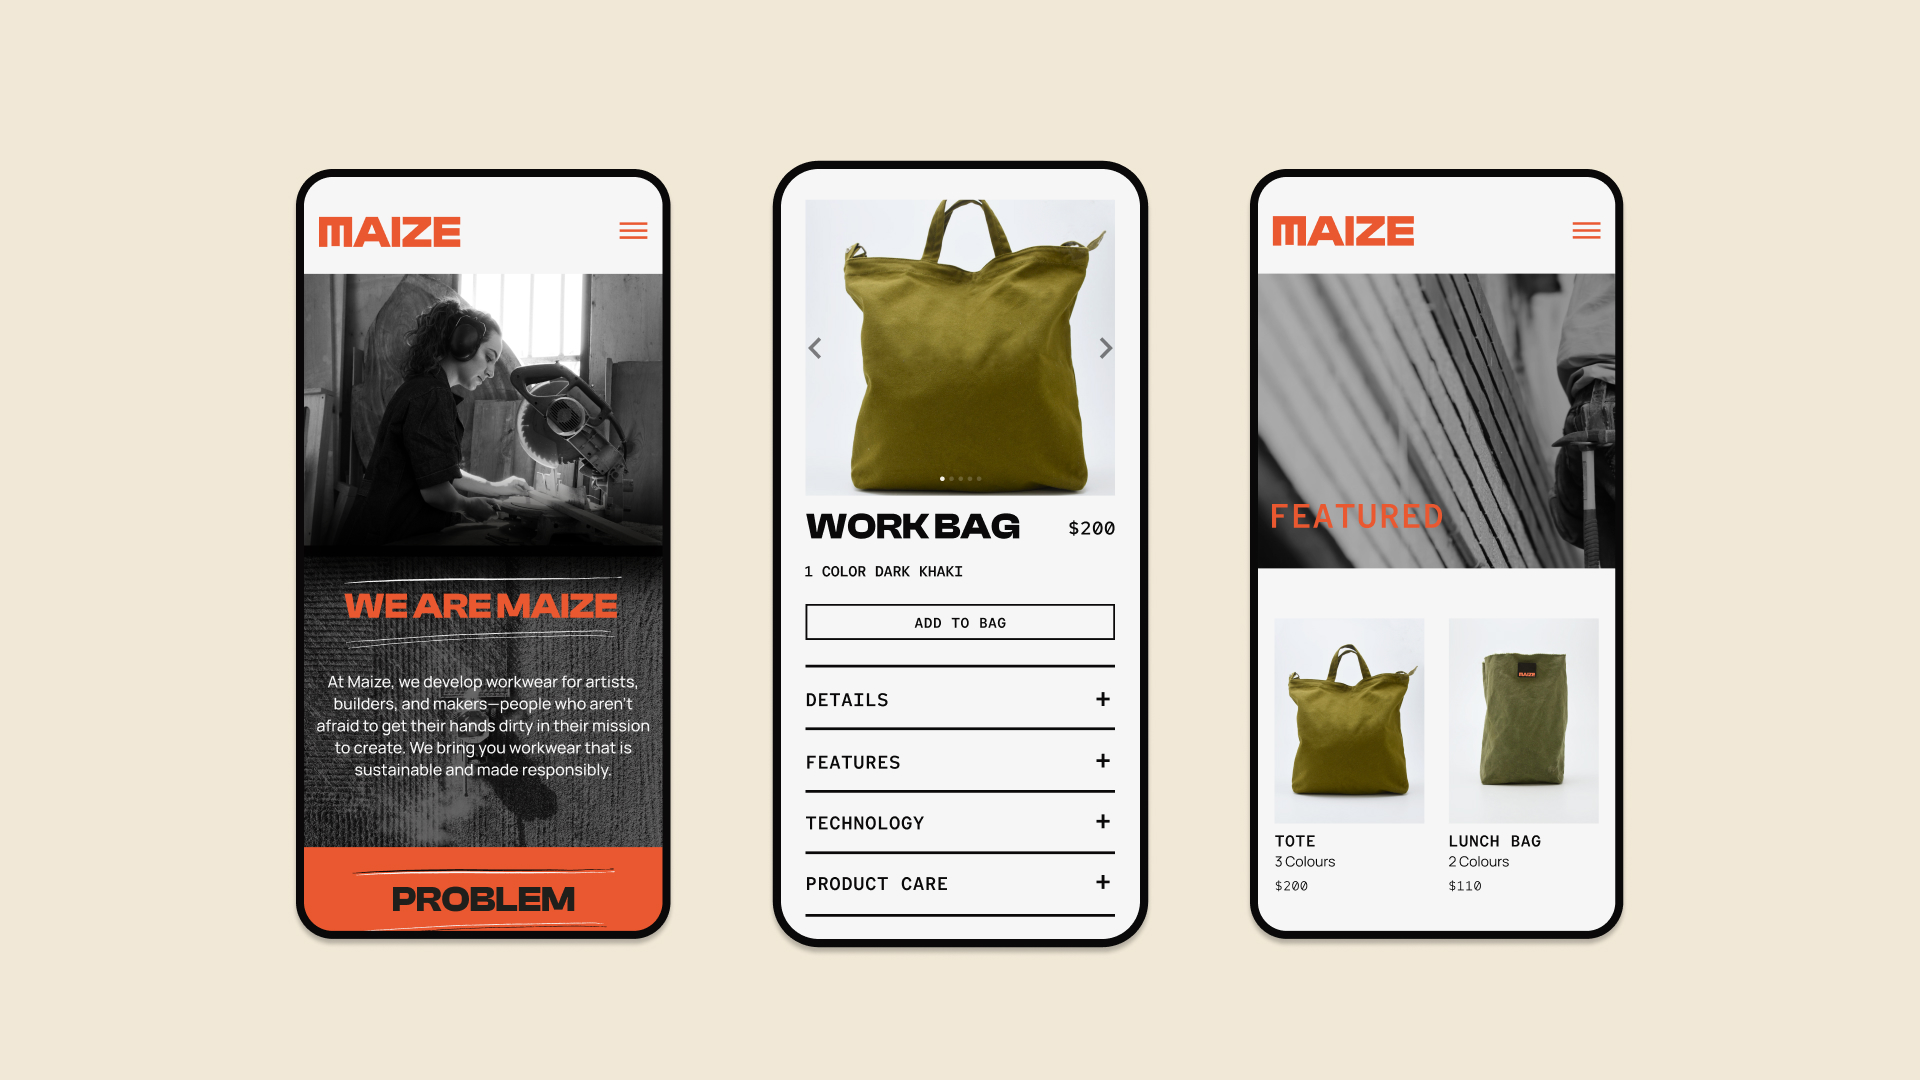 MAIZE
WE ARE MAIZE
At Maize, we develop workwear for artists,
builders, and makers—people who aren't
afraid to get their hands dirty in their mission
to create. We bring you workwear that is
sustainable and made responsibly.
PROBLEM
WORK BAG
$200
1 COLOR DARK KHAKI
ADD TO BAG
DETAILS +
FEATURES +
TECHNOLOGY +
PRODUCT CARE +
MAIZE
FEATURED
MAIZE
TOTE
3 Colours
$200
LUNCH BAG
2 Colours
$110